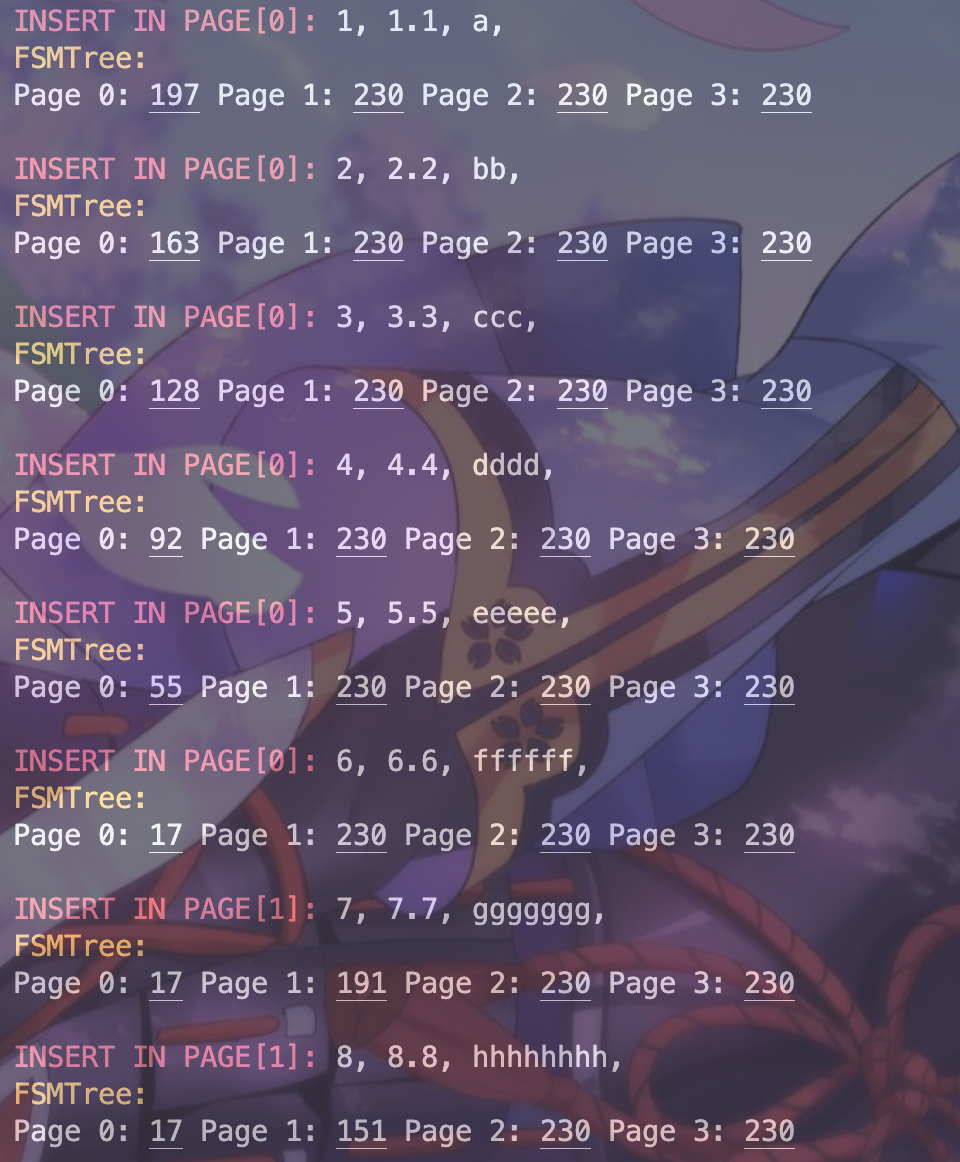 INSERT IN PAGE[0]: 1, 1.1, a,
FSMTree:
Page 0: 197 Page 1: 230 Page 2: 230 Page 3: 230
INSERT IN PAGE[0]: 2, 2.2, bb,
FSMTree:
Page 0: 163 Page 1: 230 Page 2: 230 Page 3: 230
INSERT IN PAGE[0]: 3, 3.3, ccc,
FSMTree:
Page 0: 128 Page 1: 230 Page 2: 230 Page 3: 230
INSERT IN PAGE[0]: 4, 4.4, dddd,
FSMTree:
Page 0: 92 Page 1: 230 Page 2: 230 Page 3: 230
INSERT IN PAGE[0]: 5, 5.5, eeeee,
FSMTree:
Page 0: 55 Page 1: 230 Page 2: 230 Page 3: 230
INSERT IN PAGE[0]: 6, 6.6, ffffff,
FSMTree:
Page 0: 17 Page 1: 230 Page 2: 230 Page 3: 230
INSERT IN PAGE[1]: 7, 7.7, ggggggg,
FSMTree:
Page 0: 17 Page 1: 191 Page 2: 230 Page 3: 230
INSERT IN PAGE[1]: 8, 8.8, hhhhhhhh,
FSMTree:
Page 0: 17 Page 1: 151 Page 2: 230 Page 3: 230